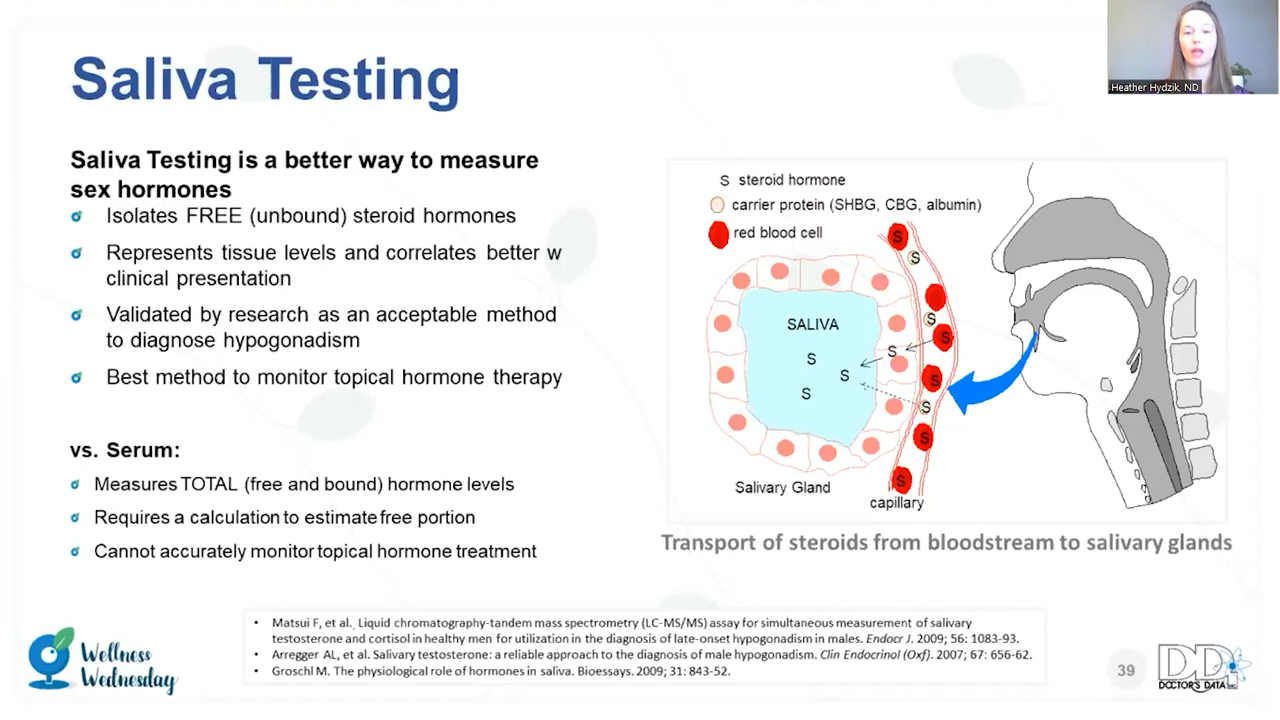 Heather Hydzik, ND
Saliva Testing
Saliva Testing is a better way to measure
sex hormones
Isolates FREE (unbound) steroid hormones
Represents tissue levels and correlates better w
clinical presentation
Validated by research as an acceptable method
to diagnose hypogonadism
Best method to monitor topical hormone therapy
vs. Serum:
Measures TOTAL (free and bound) hormone levels
Requires a calculation to estimate free portion
Cannot accurately monitor topical hormone treatment
S steroid hormone
carrier protein (SHBG, CBG, albumin)
red blood cell
S
S
S
S
SALIVA
S
S
S
S
S
S
S
S
S
S
Salivary Gland
capillary
Transport of steroids from bloodstream to salivary glands
• Matsui F, et al. Liquid chromatography-tandem mass spectrometry (LC-MS/MS) assay for simultaneous measurement of salivary
testosterone and cortisol in healthy men for utilization in the diagnosis of late-onset hypogonadism in males. Endocr J. 2009; 56: 1083-93.
• Arregger AL, et al. Salivary testosterone: a reliable approach to the diagnosis of male hypogonadism. Clin Endocrinol (Oxf). 2007; 67: 656-62.
• Groschl M. The physiological role of hormones in saliva. Bioessays. 2009; 31: 843-52.
Wellness
Wednesday
39
DD
DOCTOR'S DATA